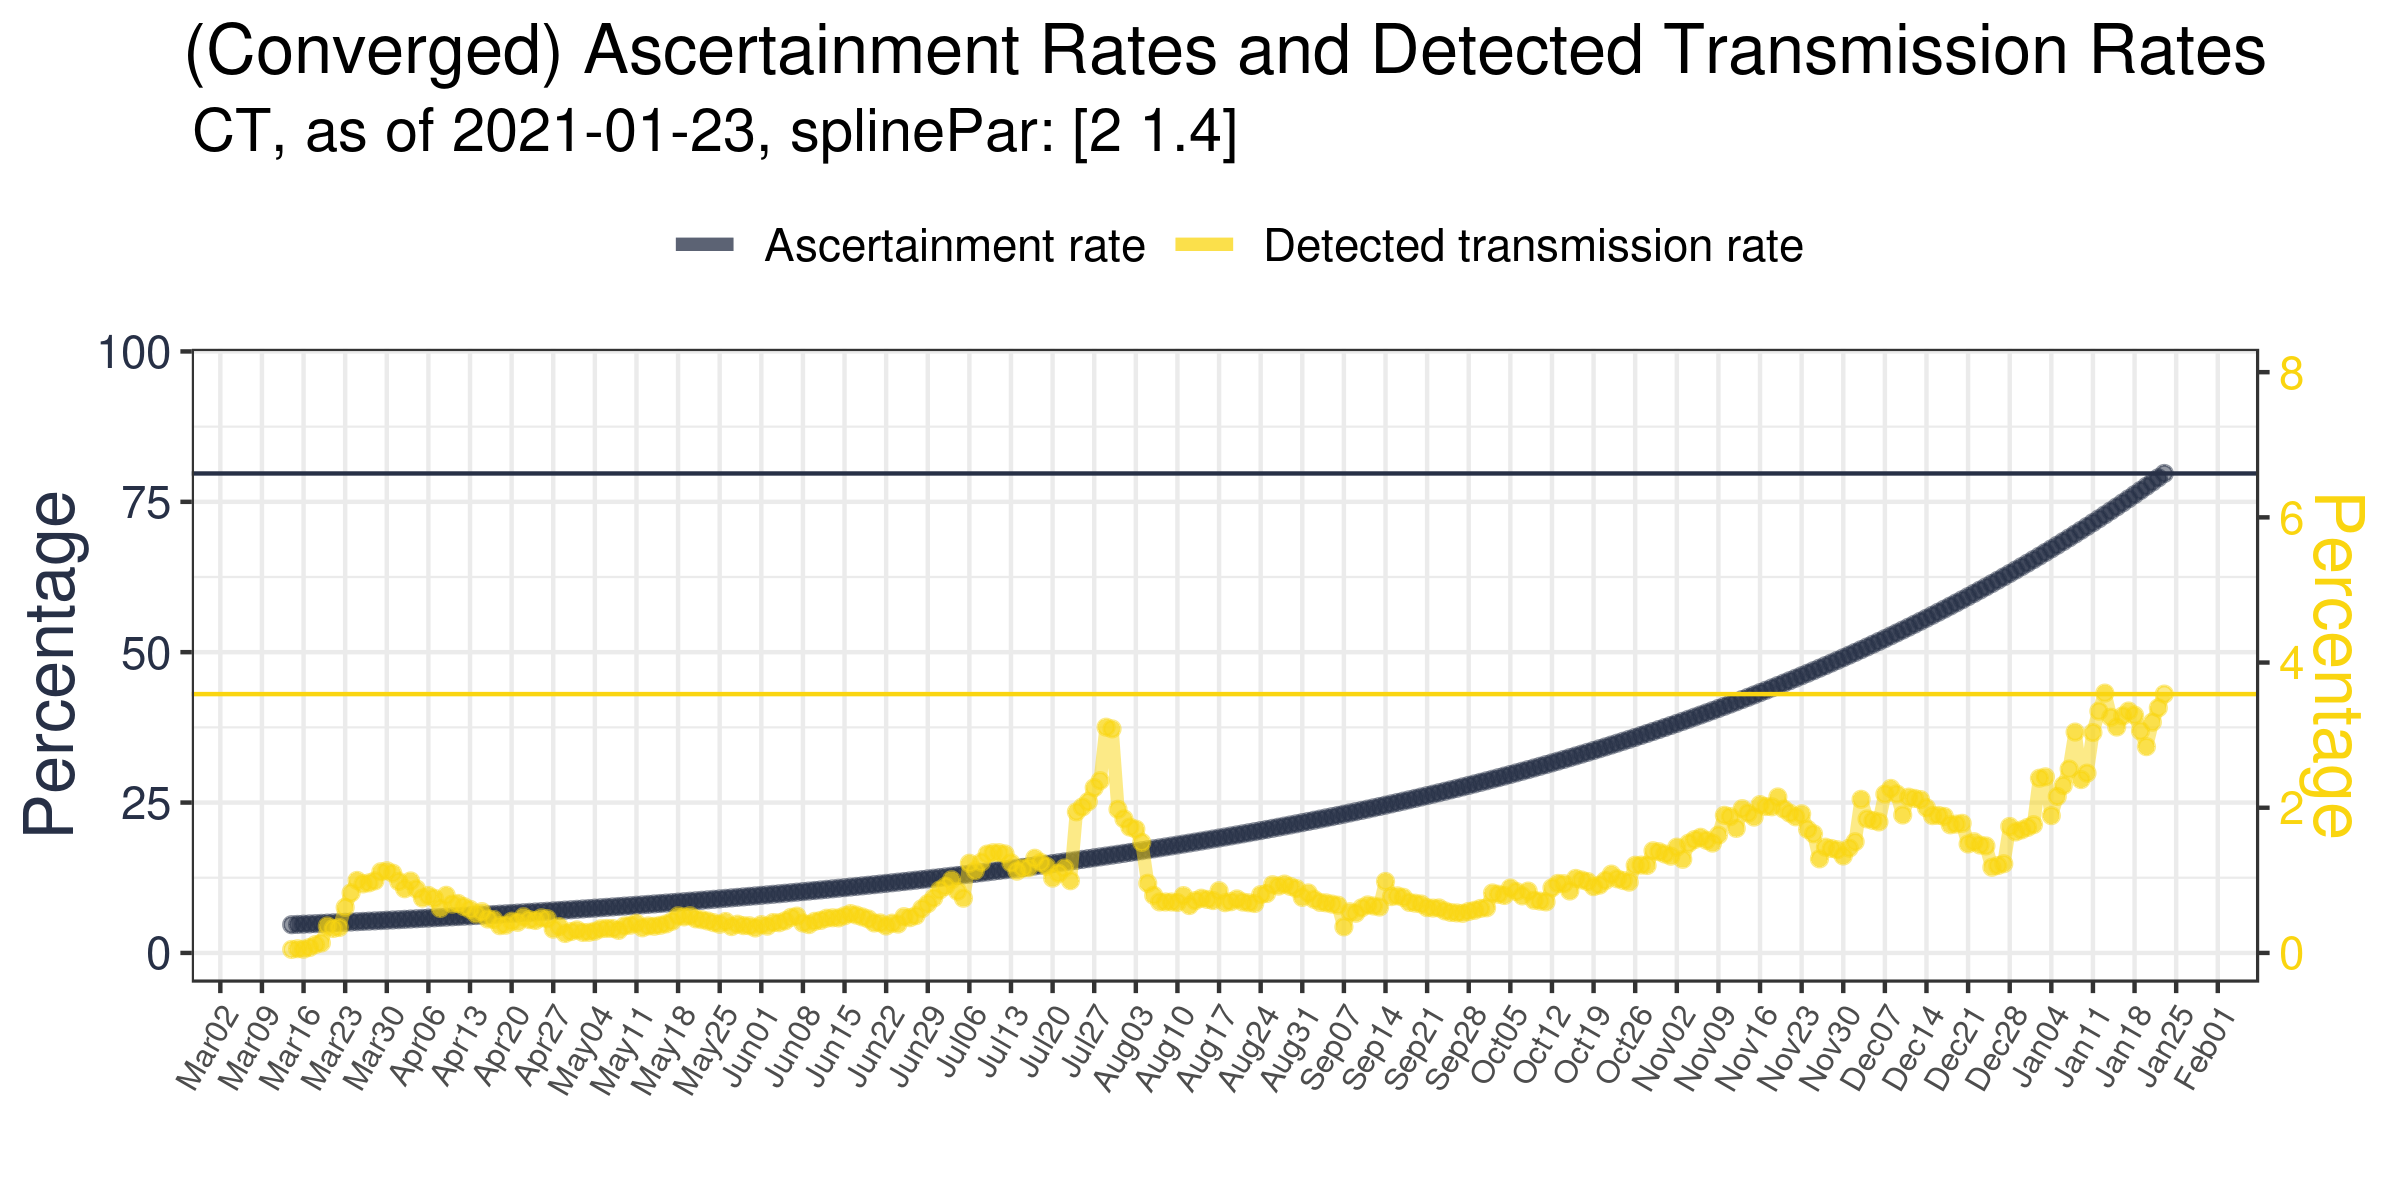 (Converged) Ascertainment Rates and Detected Transmission Rates
CT, as of 2021-01-23, splinePar: [2 1.4]
Ascertainment rate
Detected transmission rate
Percentage
100
75
50
25
0
8
6
4
2
0
Percentage
Mar02
Mar09
Mar16
Mar23
Mar30
Apr06
Apr13
Apr20
Apr27
May04
May11
May18
May25
Jun01
Jun08
Jun15
Jun22
Jun29
Jul06
Jul13
Jul20
Jul27
Aug03
Aug10
Aug17
Aug24
Aug31
Sep07
Sep14
Sep21
Sep28
Oct05
Oct12
Oct19
Oct26
Nov02
Nov09
Nov16
Nov23
Nov30
Dec07
Dec14
Dec21
Dec28
Jan04
Jan11
Jan18
Jan25
Feb01